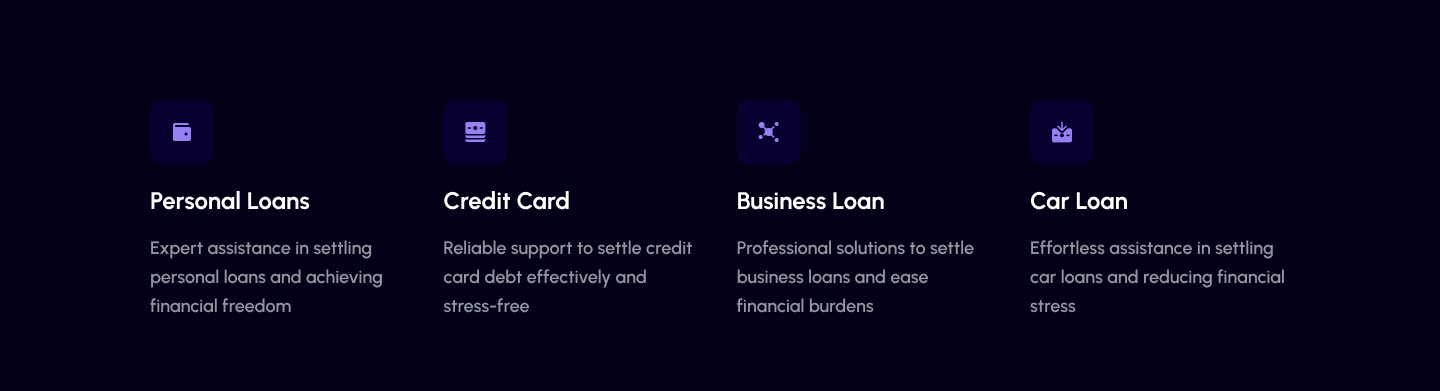 Personal Loans
Expert assistance in settling
personal loans and achieving
financial freedom
Credit Card
Reliable support to settle credit
card debt effectively and
stress-free
Business Loan
Professional solutions to settle
business loans and ease
financial burdens
Car Loan
Effortless assistance in settling
car loans and reducing financial
stress